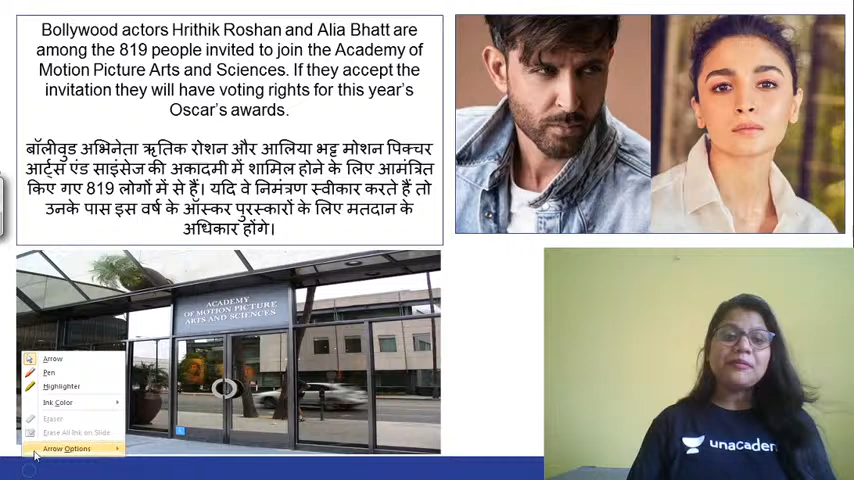 Bollywood actors Hrithik Roshan and Alia Bhatt are
among the 819 people invited to join the Academy of
Motion Picture Arts and Sciences. If they accept the
invitation they will have voting rights for this year's
Oscar's awards.
बॉलीवुड अभिनेता ऋतिक रोशन और आलिया भट्ट मोशन पिक्चर
आर्ट्स एंड साइंसेज की अकादमी में शामिल होने के लिए आमंत्रित
किए गए 819 लोगों में से हैं। यदि वे निमंत्रण स्वीकार करते हैं तो
उनके पास इस वर्ष के ऑस्कर पुरस्कारों के लिए मतदान के
अधिकार होंगे।
ACADEMY
OF MOTION PICTURE
ARTS AND SCIENCES
Arrow
Pen
Highlighter
Ink Color
Eraser
Erase All Ink on Slide
Arrow Options
unacadem